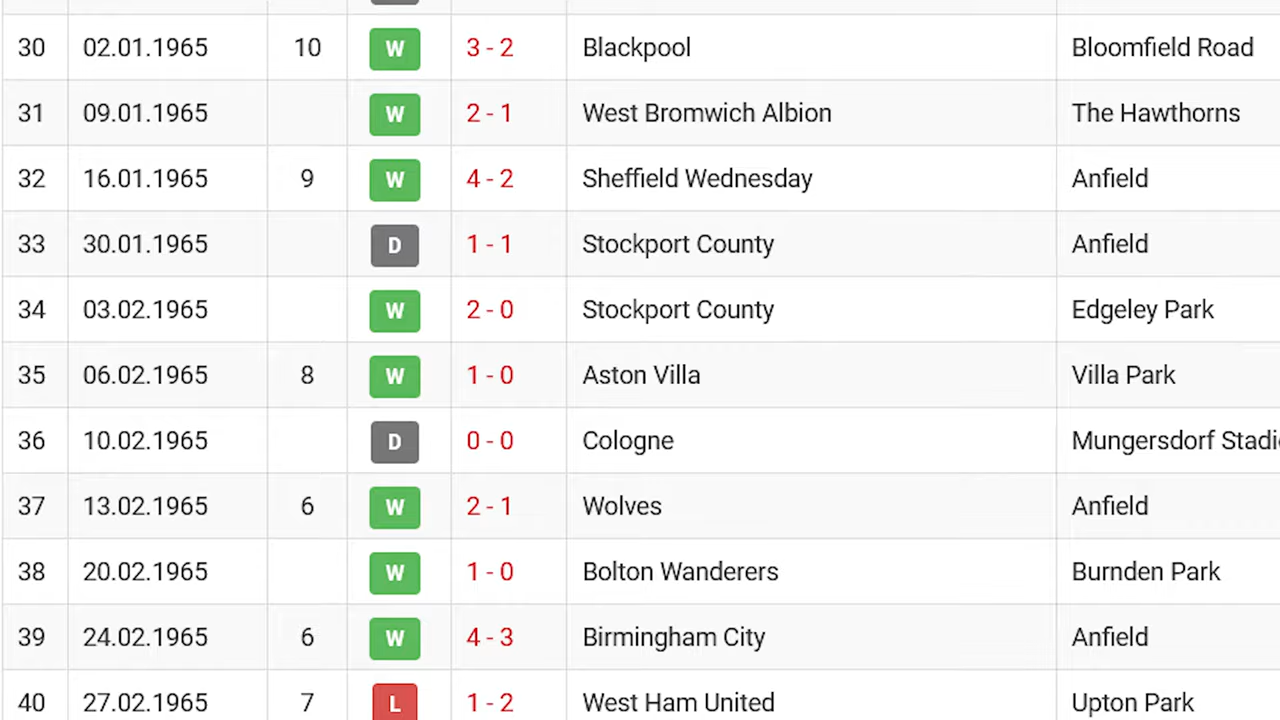 30 02.01.1965 10 W 3 - 2 Blackpool Bloomfield Road
31 09.01.1965 W 2 - 1 West Bromwich Albion The Hawthorns
32 16.01.1965 9 W 4 - 2 Sheffield Wednesday Anfield
33 30.01.1965 D 1 - 1 Stockport County Anfield
34 03.02.1965 W 2 - 0 Stockport County Edgeley Park
35 06.02.1965 8 W 1 - 0 Aston Villa Villa Park
36 10.02.1965 D 0 - 0 Cologne Mungersdorf Stadi
37 13.02.1965 6 W 2 - 1 Wolves Anfield
38 20.02.1965 W 1 - 0 Bolton Wanderers Burnden Park
39 24.02.1965 6 W 4 - 3 Birmingham City Anfield
40 27.02.1965 7 L 1 - 2 West Ham United Upton Park